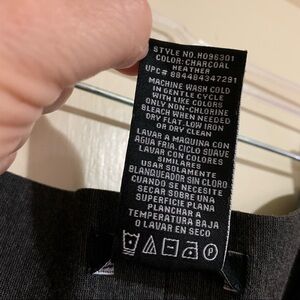 STYLE NO. H098301
COLOR: CHARCOAL
HEATHER
UPC# 884484347291
MACHINE WASH COLD
IN GENTLE CYCLE
WITH LIKE COLORS
ONLY NON-CHLORINE
BLEACH WHEN NEEDED
DRY FLAT, LOW IRON
OR DRY CLEAN
LAVAR A MAQUINA CON
AGUA FRIA, CICLO SUAVE
LAVAR CON COLORES
SIMILARES
USAR SOLAMENTE
BLANQUEADOR SIN CLORO
CUANDO SE NECESITE
SECAR SOBRE UNA
SUPERFICIE PLANA
PLANCHAR A
TEMPERATURA BAJA
O LAVAR EN SECO
P